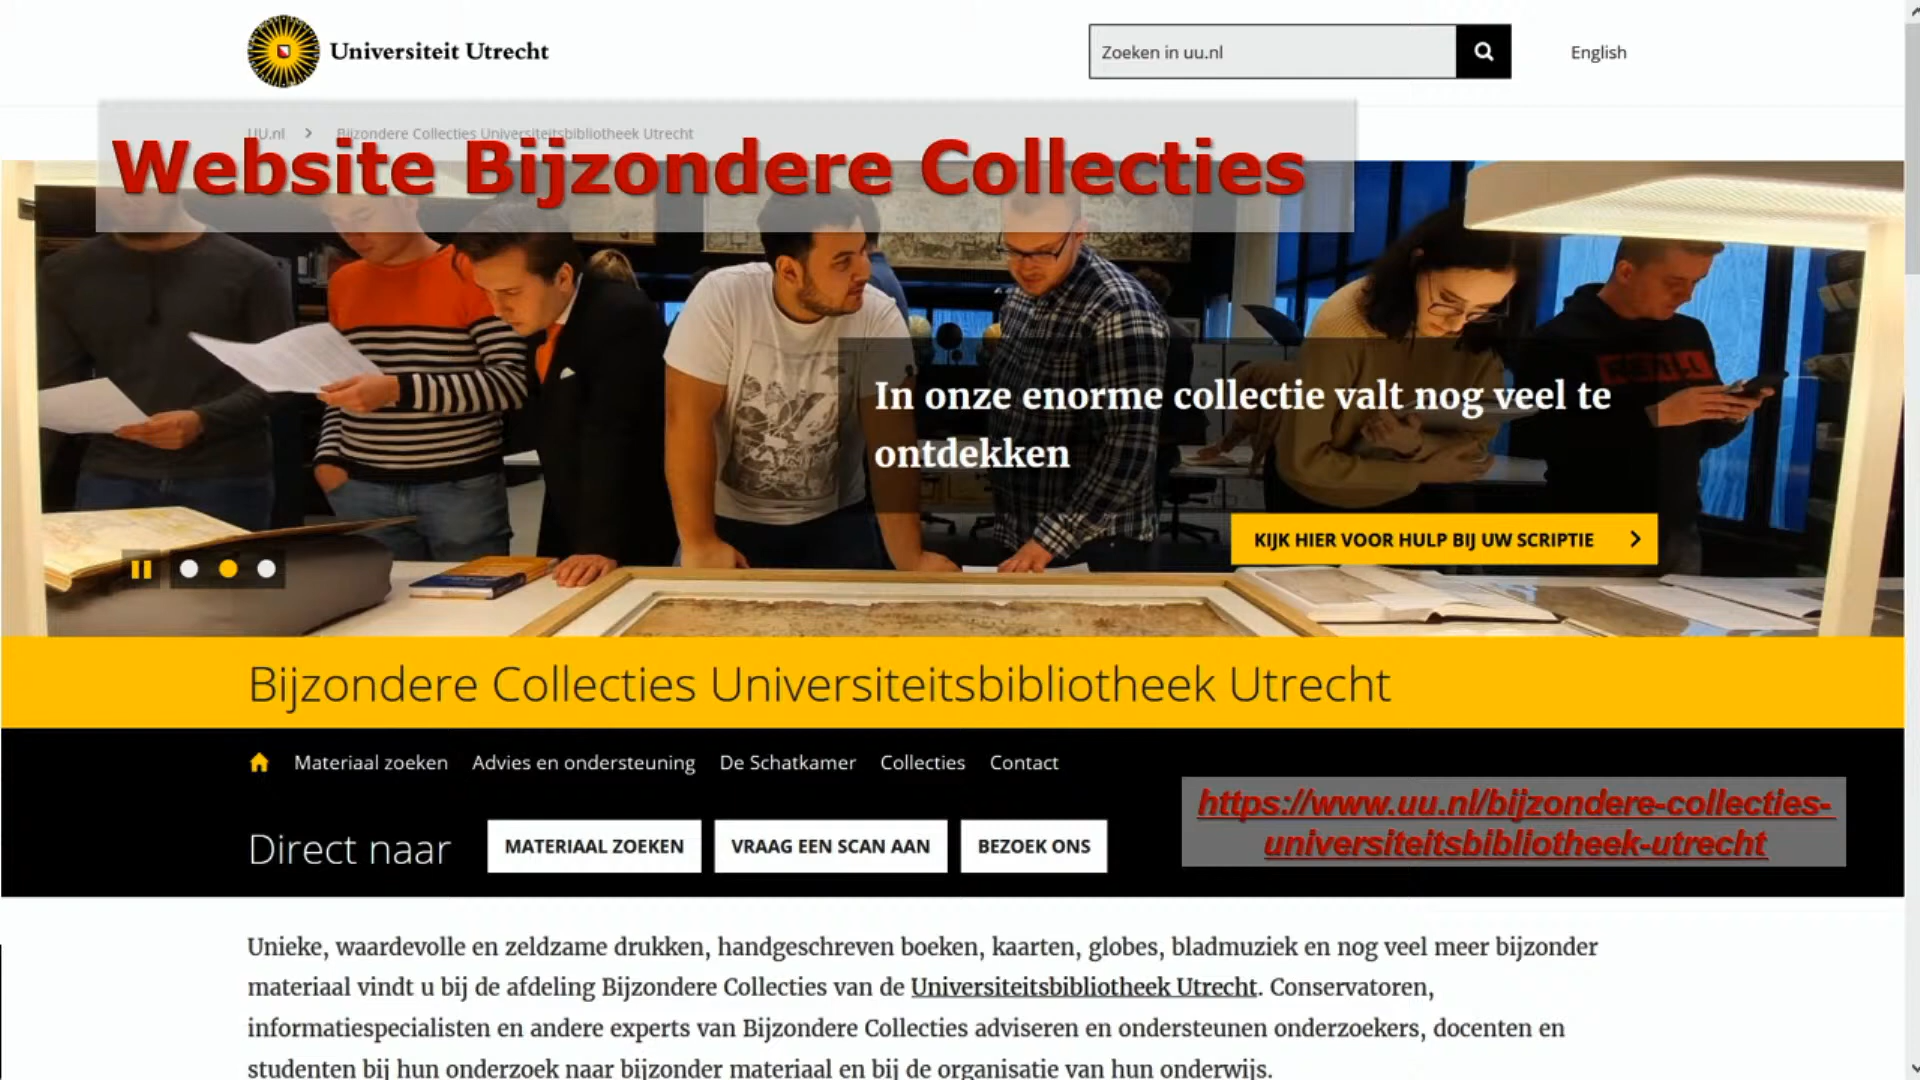 Universiteit Utrecht
Zoeken in uu.nl
English
UU.nl > Bijzondere Collecties Universiteitsbibliotheek Utrecht
Website Bijzondere Collecties
In onze enorme collectie valt nog veel te
ontdekken
KIJK HIER VOOR HULP BIJ UW SCRIPTIE
Bijzondere Collecties Universiteitsbibliotheek Utrecht
Materiaal zoeken Advies en ondersteuning De Schatkamer Collecties Contact
Direct naar MATERIAAL ZOEKEN VRAAG EEN SCAN AAN BEZOEK ONS
https://www.uu.nl/bijzondere-collecties-
universiteitsbibliotheek-utrecht
Unieke, waardevolle en zeldzame drukken, handgeschreven boeken, kaarten, globes, bladmuziek en nog veel meer bijzonder
materiaal vindt u bij de afdeling Bijzondere Collecties van de Universiteitsbibliotheek Utrecht. Conservatoren,
informatiespecialisten en andere experts van Bijzondere Collecties adviseren en ondersteunen onderzoekers, docenten en
studenten bij hun onderzoek naar bijzonder materiaal en bij de organisatie van hun onderwijs.